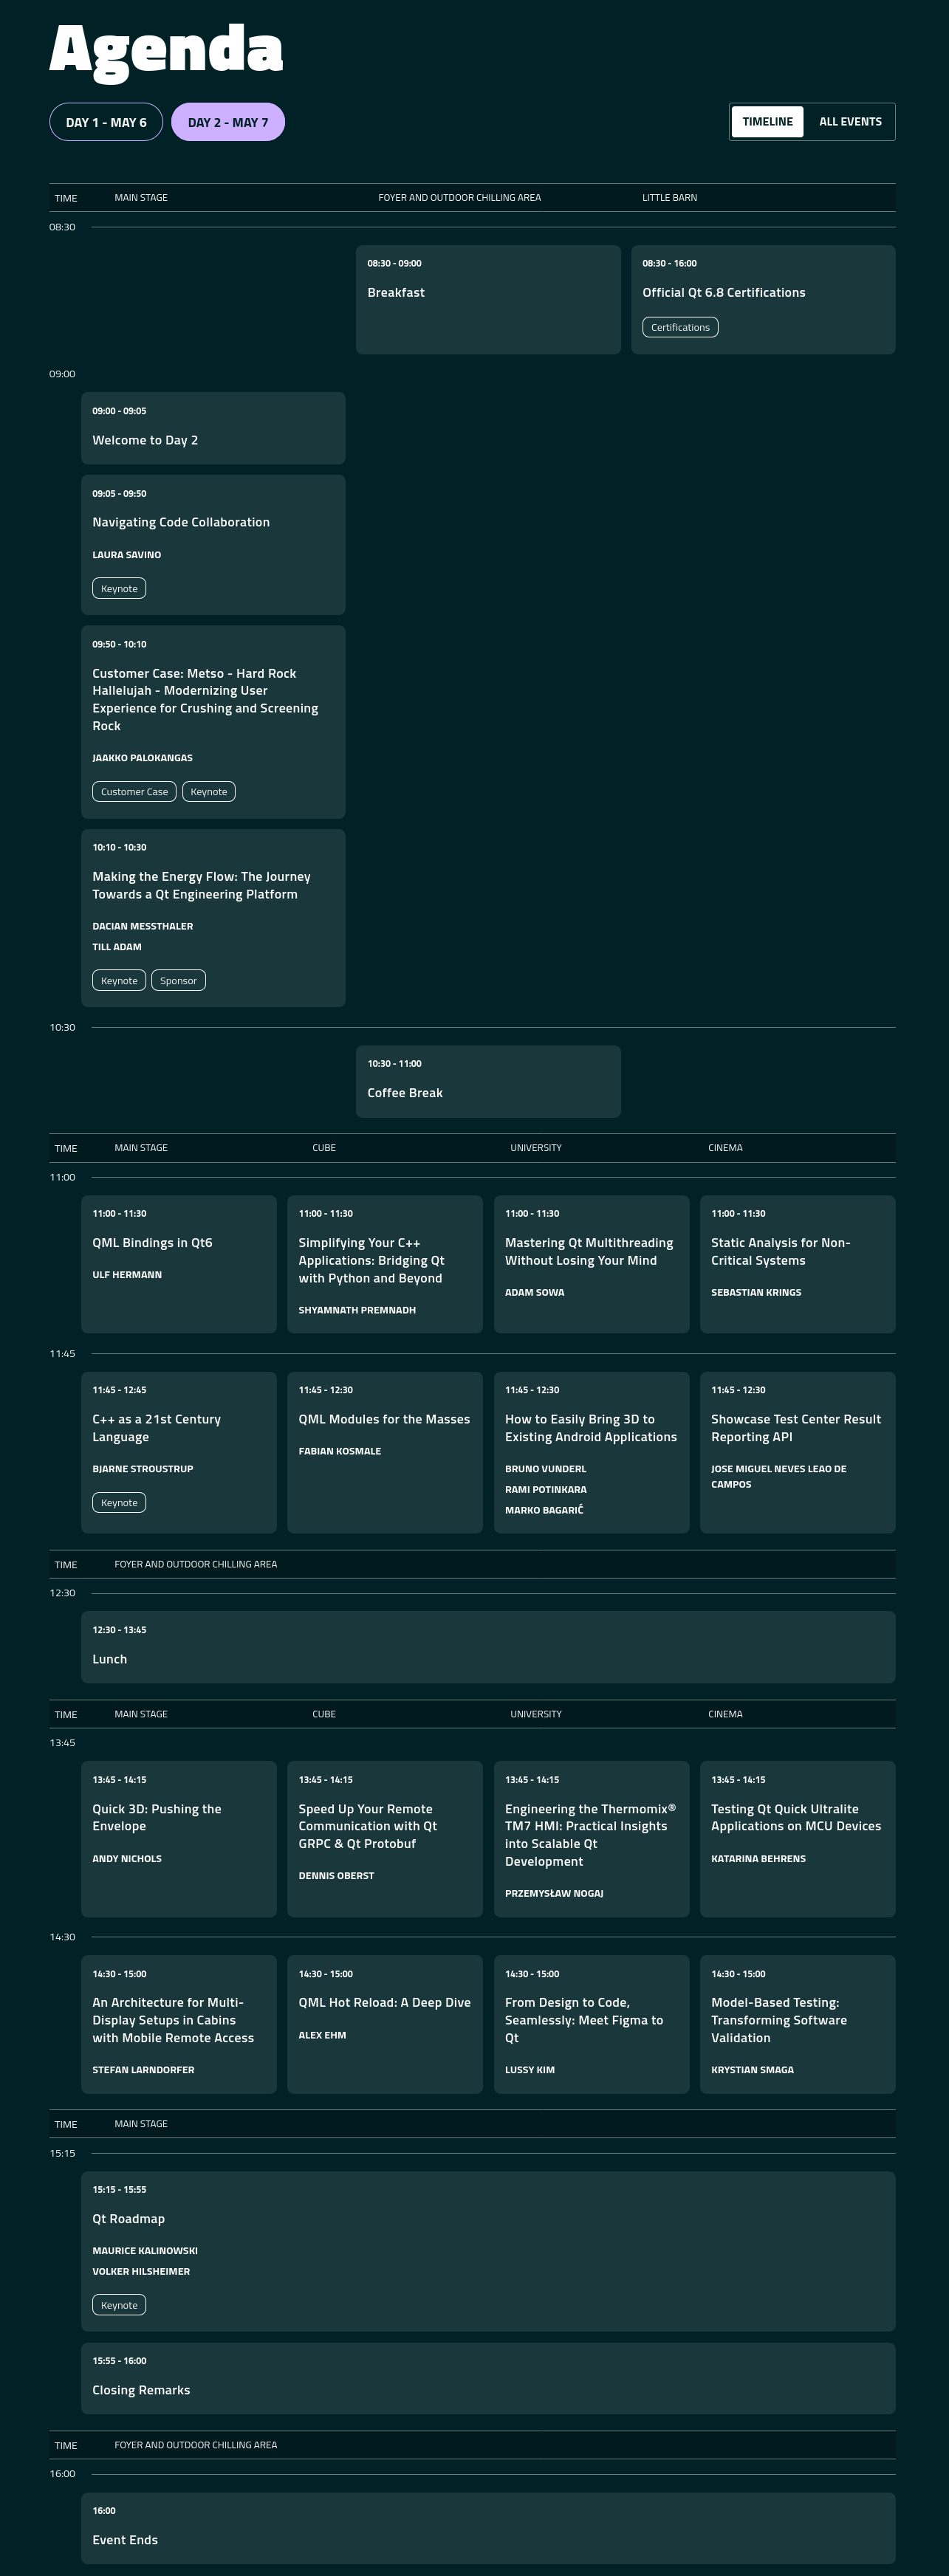 Agenda
DAY 1 - MAY 6
DAY 2 - MAY 7
TIMELINE
ALL EVENTS
TIME
MAIN STAGE
FOYER AND OUTDOOR CHILLING AREA
LITTLE BARN
08:30
08:30 - 09:00
Breakfast
08:30 - 16:00
Official Qt 6.8 Certifications
Certifications
09:00
09:00 - 09:05
Welcome to Day 2
09:05 - 09:50
Navigating Code Collaboration
LAURA SAVINO
Keynote
09:50 - 10:10
Customer Case: Metso - Hard Rock
Hallelujah - Modernizing User
Experience for Crushing and Screening
Rock
JAAKKO PALOKANGAS
Customer Case
Keynote
10:10 - 10:30
Making the Energy Flow: The Journey
Towards a Qt Engineering Platform
DACIAN MESSTHALER
TILL ADAM
Keynote
Sponsor
10:30
10:30 - 11:00
Coffee Break
TIME
MAIN STAGE
CUBE
UNIVERSITY
CINEMA
11:00
11:00 - 11:30
QML Bindings in Qt6
ULF HERMANN
11:00 - 11:30
Simplifying Your C++
Applications: Bridging Qt
with Python and Beyond
SHYAMNATH PREMNADH
11:00 - 11:30
Mastering Qt Multithreading
Without Losing Your Mind
ADAM SOWA
11:00 - 11:30
Static Analysis for Non-
Critical Systems
SEBASTIAN KRINGS
11:45
11:45 - 12:45
C++ as a 21st Century
Language
BJARNE STROUSTRUP
Keynote
11:45 - 12:30
QML Modules for the Masses
FABIAN KOSMALE
11:45 - 12:30
How to Easily Bring 3D to
Existing Android Applications
BRUNO VUNDERL
RAMI POTINKARA
MARKO BAGARIĆ
11:45 - 12:30
Showcase Test Center Result
Reporting API
JOSE MIGUEL NEVES LEAO DE
CAMPOS
TIME
FOYER AND OUTDOOR CHILLING AREA
12:30
12:30 - 13:45
Lunch
TIME
MAIN STAGE
CUBE
UNIVERSITY
CINEMA
13:45
13:45 - 14:15
Quick 3D: Pushing the
Envelope
ANDY NICHOLS
13:45 - 14:15
Speed Up Your Remote
Communication with Qt
GRPC & Qt Protobuf
DENNIS OBERST
13:45 - 14:15
Engineering the Thermomix®
TM7 HMI: Practical Insights
into Scalable Qt
Development
PRZEMYSŁAW NOGAJ
13:45 - 14:15
Testing Qt Quick Ultralite
Applications on MCU Devices
KATARINA BEHRENS
14:30
14:30 - 15:00
An Architecture for Multi-
Display Setups in Cabins
with Mobile Remote Access
STEFAN LARNDORFER
14:30 - 15:00
QML Hot Reload: A Deep Dive
ALEX EHM
14:30 - 15:00
From Design to Code,
Seamlessly: Meet Figma to
Qt
LUSSY KIM
14:30 - 15:00
Model-Based Testing:
Transforming Software
Validation
KRYSTIAN SMAGA
TIME
MAIN STAGE
15:15
15:15 - 15:55
Qt Roadmap
MAURICE KALINOWSKI
VOLKER HILSHEIMER
Keynote
15:55 - 16:00
Closing Remarks
TIME
FOYER AND OUTDOOR CHILLING AREA
16:00
16:00
Event Ends